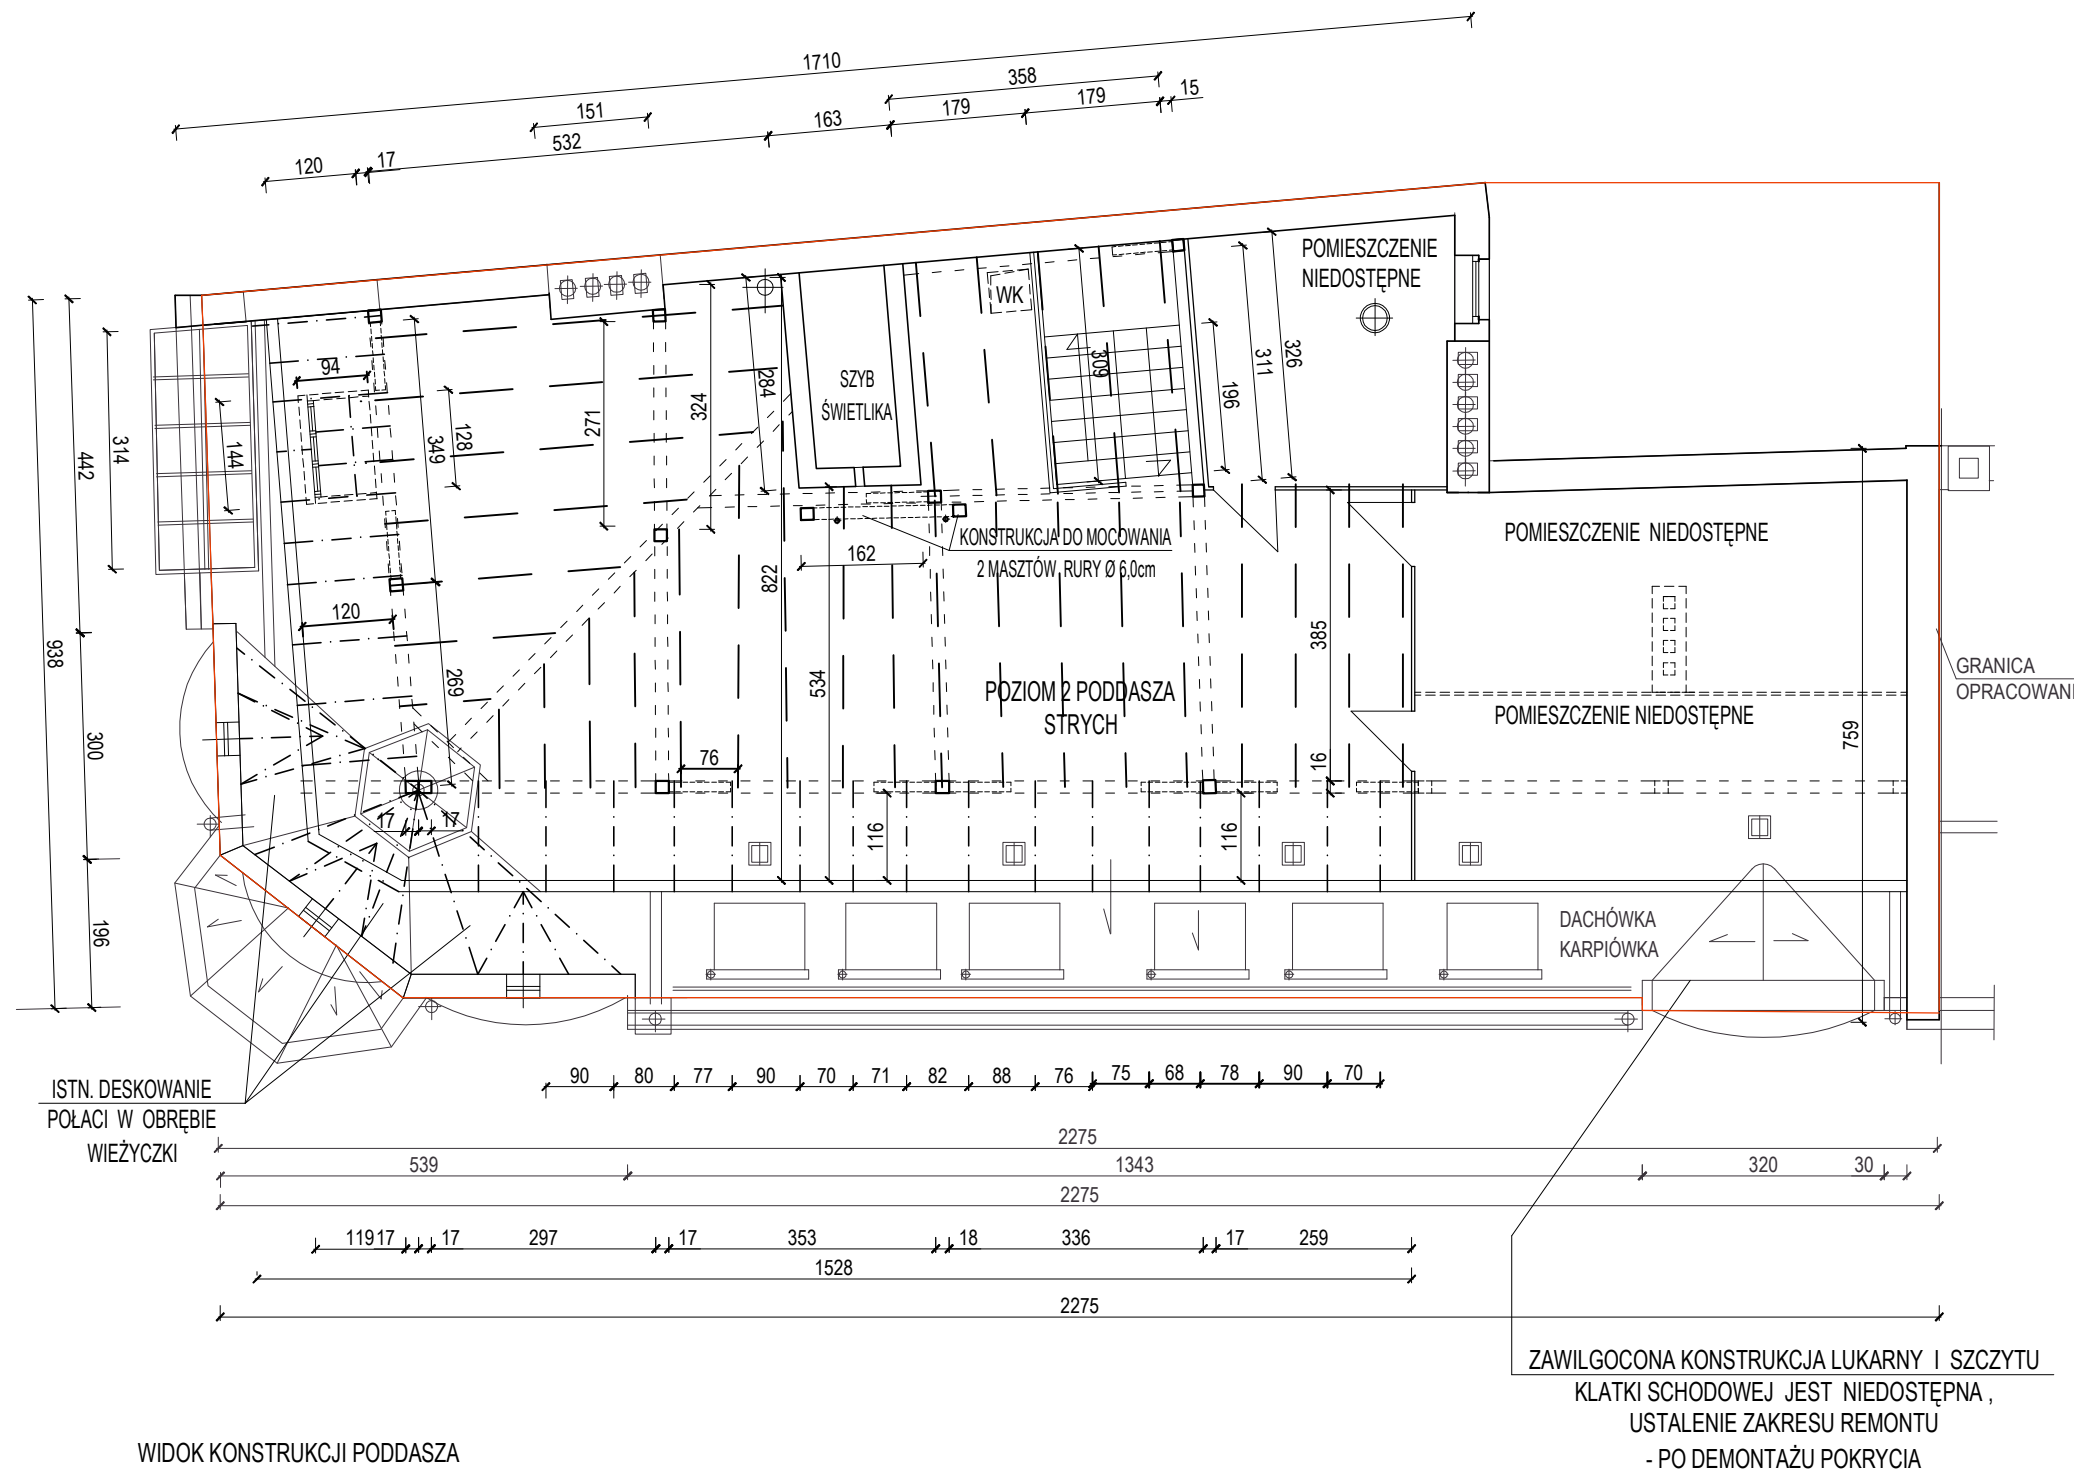 1710
358
15
151
163
179
179
532
120
17
POMIESZCZENIE
NIEDOSTĘPNE
WK
94
SZYB
ŚWIETLIKA
284
309
326
311
196
271
324
349
128
144
314
442
938
300
196
KONSTRUKCJA DO MOCOWANIA
2 MASZTÓW RURY Ø 6,0cm
162
822
534
POMIESZCZENIE NIEDOSTĘPNE
120
269
385
POZIOM 2 PODDASZA
STRYCH
POMIESZCZENIE NIEDOSTĘPNE
GRANICA
OPRACOWANI
759
76
16
17
17
116
116
DACHÓWKA
KARPIÓWKA
ISTN. DESKOWANIE
POŁACI W OBRĘBIE
WIEŻYCZKI
90 80 77 90 70 71 82 88 76 75 68 78 90 70
2275
539 1343 320 30
2275
119 17 17 297 17 353 18 336 17 259
1528
2275
ZAWILGOCONA KONSTRUKCJA LUKARNY I SZCZYTU
KLATKI SCHODOWEJ JEST NIEDOSTĘPNA ,
USTALENIE ZAKRESU REMONTU
- PO DEMONTAŻU POKRYCIA
WIDOK KONSTRUKCJI PODDASZA